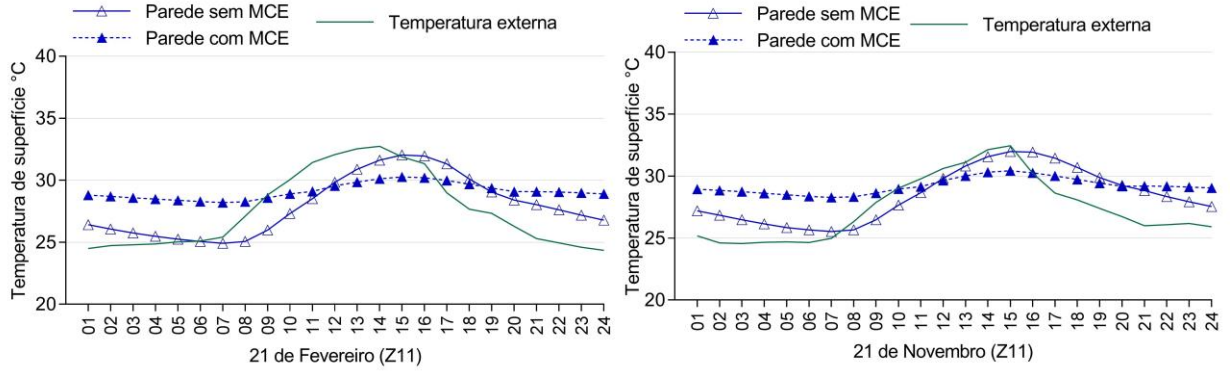 Parede sem MCE
Parede com MCE
Temperatura externa
Temperatura de superfície °C
40
35
30
25
20
01 02 03 04 05 06 07 08 09 10 11 12 13 14 15 16 17 18 19 20 21 22 23 24
21 de Fevereiro (Z11)
Parede sem MCE
Parede com MCE
Temperatura externa
Temperatura de superfície °C
40
35
30
25
20
01 02 03 04 05 06 07 08 09 10 11 12 13 14 15 16 17 18 19 20 21 22 23 24
21 de Novembro (Z11)